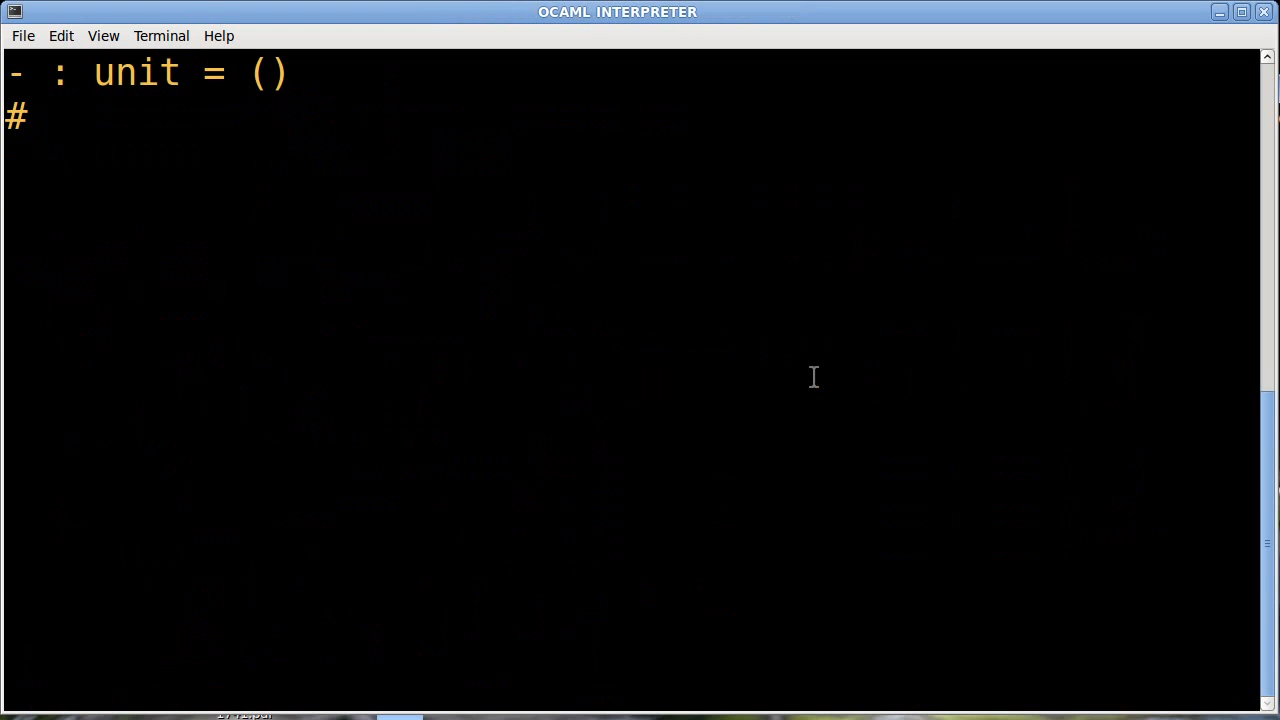 OCAML INTERPRETER
File Edit View Terminal Help
- : unit = ()
#